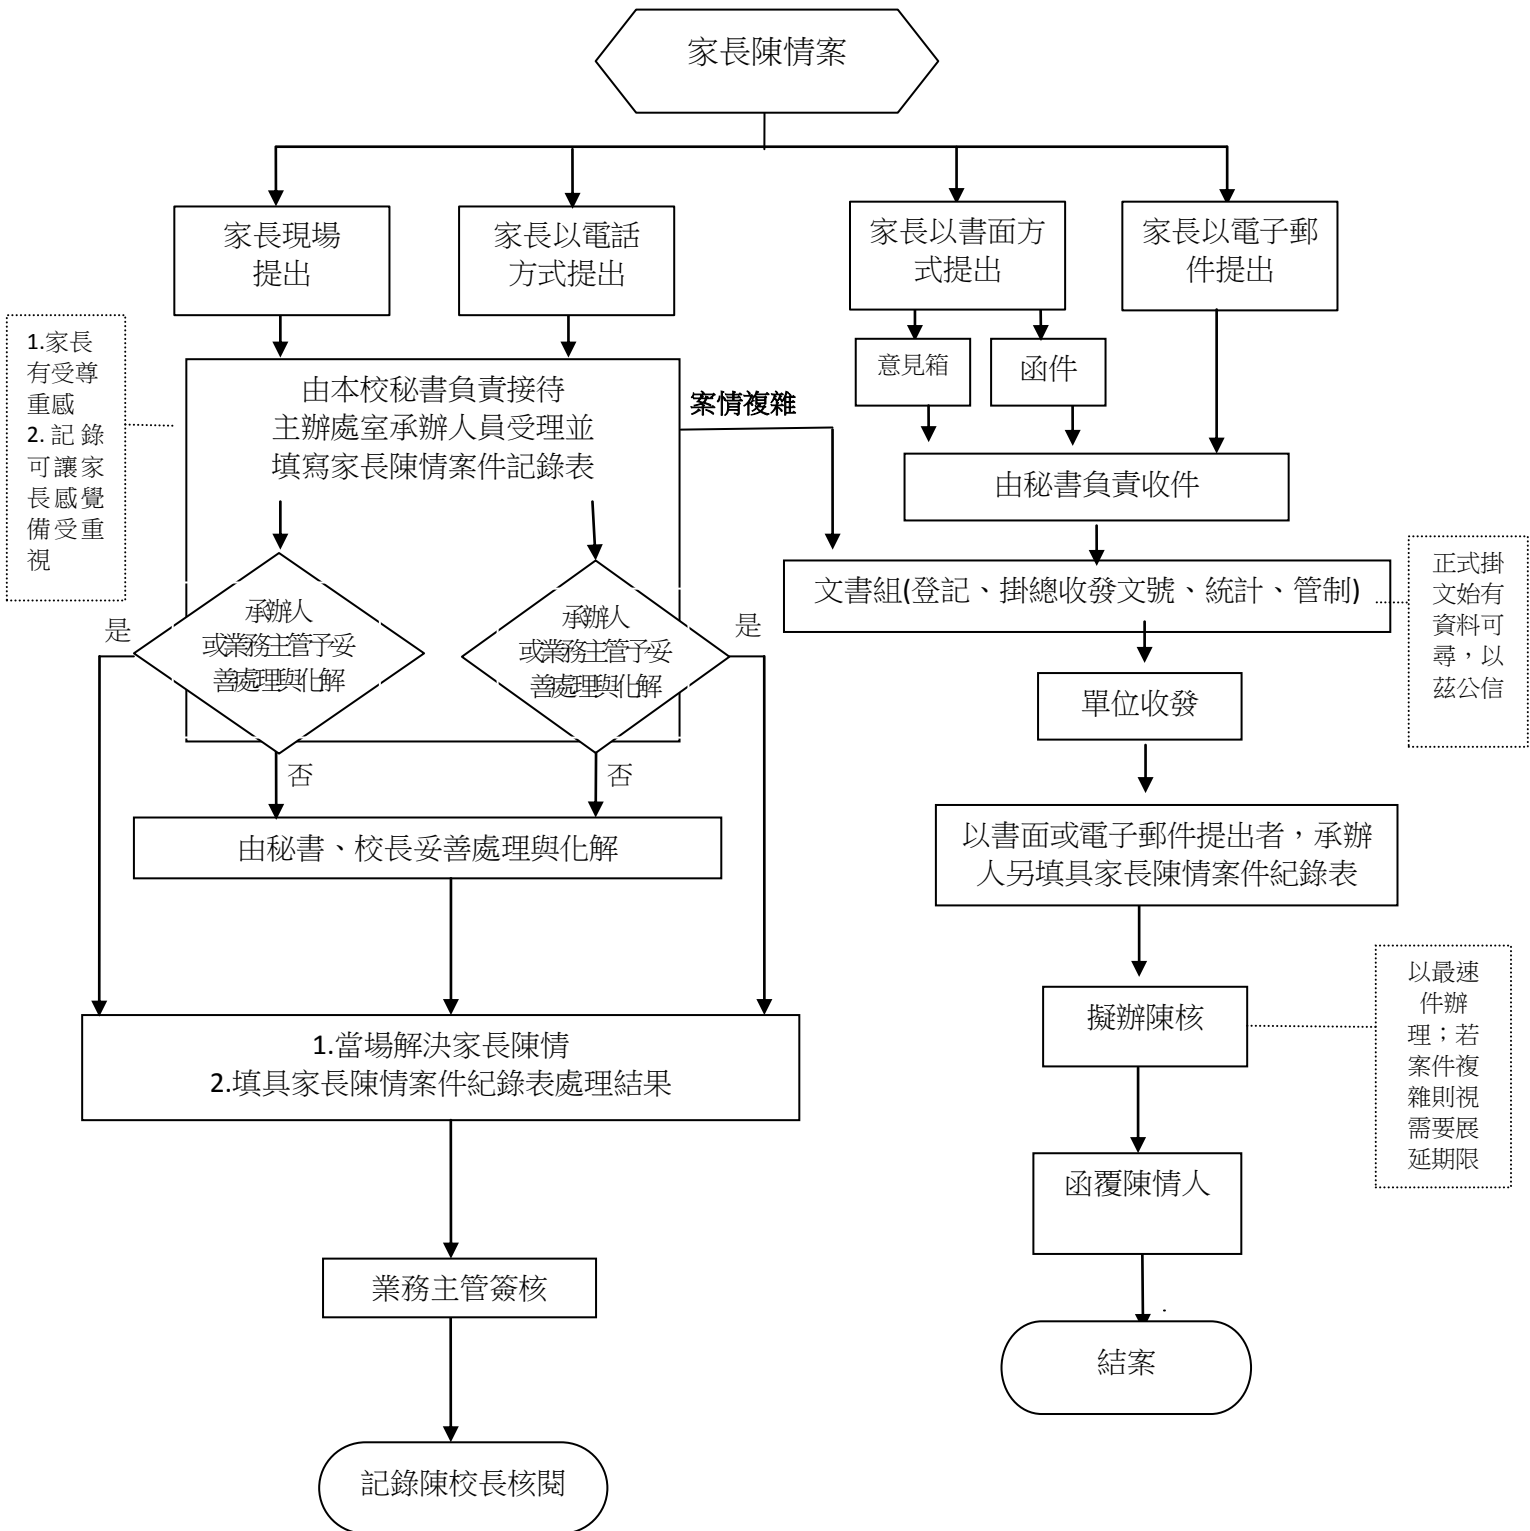 家長陳情案
家長現場
提出
家長以電話
方式提出
家長以書面方
式提出
家長以電子郵
件提出
1.家長
有受尊
重感
2.記錄
可讓家
長感覺
備受重
視
由本校秘書負責接待
主辦處室承辦人員受理並
填寫家長陳情案件記錄表
案情複雜
意見箱
函件
由秘書負責收件
文書組(登記、掛總收發文號、統計、管制)
正式掛
文始有
資料可
尋，以
茲公信
是
承辦人
或業務主管予妥
善處理與化解
承辦人
或業務主管予妥
善處理與化解
是
否
否
單位收發
由秘書、校長妥善處理與化解
以書面或電子郵件提出者，承辦
人另填具家長陳情案件紀錄表
1.當場解決家長陳情
2.填具家長陳情案件紀錄表處理結果
擬辦陳核
以最速
件辦
理；若
案件複
雜則視
需要展
延期限
函覆陳情人
業務主管簽核
結案
記錄陳校長核閱